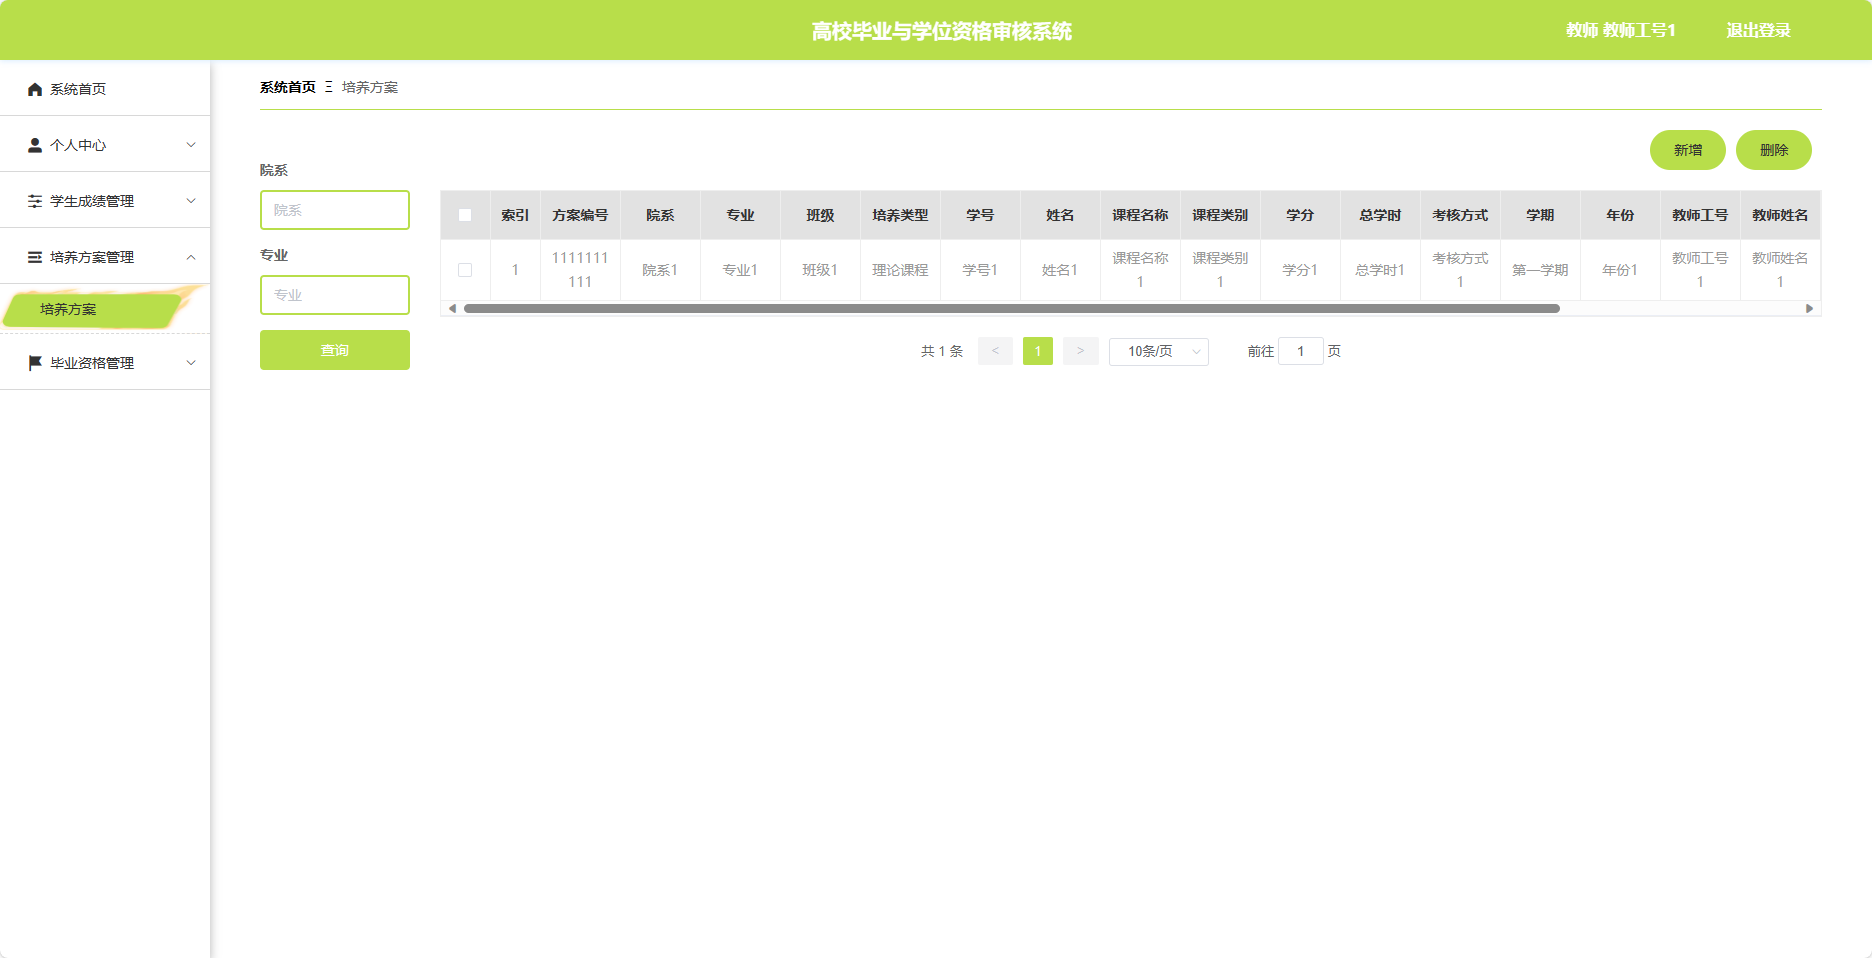 高校毕业与学位资格审核系统
教师 教师工号1
退出登录
系统首页
个人中心
学生成绩管理
培养方案管理
培养方案
毕业资格管理
系统首页 Ξ 培养方案
新增
删除
院系
院系
专业
专业
查询
索引 方案编号 院系 专业 班级 培养类型 学号 姓名 课程名称 课程类别 学分 总学时 考核方式 学期 年份 教师工号 教师姓名
1 1111111111 院系1 专业1 班级1 理论课程 学号1 姓名1 课程名称1 课程类别1 学分1 总学时1 考核方式1 第一学期 年份1 教师工号1 教师姓名1
共 1 条 < 1 > 10条/页 前往 1 页